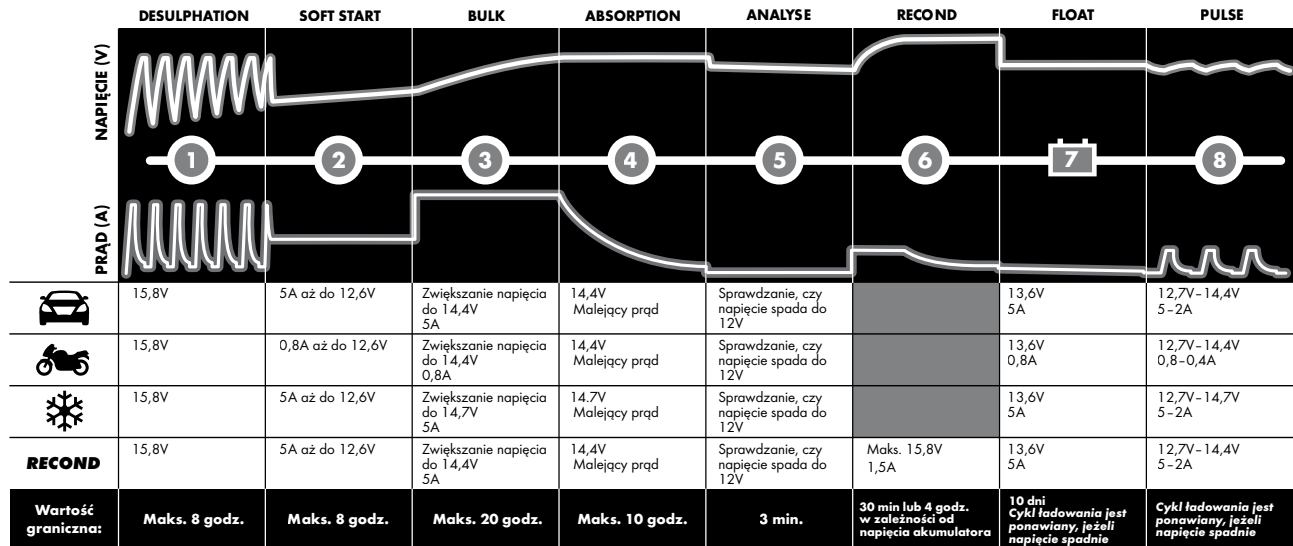 DESULPHATION SOFT START BULK ABSORPTION ANALYSE RECOND FLOAT PULSE
NAPIĘCIE (V)
1 2 3 4 5 6 7 8
PRĄD (A)
15,8V
5A aż do 12,6V
Zwiększanie napięcia
do 14,4V
5A
14,4V
Malejący prąd
Sprawdzanie, czy
napięcie spada do
12V
13,6V
5A
12,7V–14,4V
5–2A
15,8V
0,8A aż do 12,6V
Zwiększanie napięcia
do 14,4V
0,8A
14,4V
Malejący prąd
Sprawdzanie, czy
napięcie spada do
12V
13,6V
0,8A
12,7V–14,4V
0,8–0,4A
15,8V
5A aż do 12,6V
Zwiększanie napięcia
do 14,7V
5A
14.7V
Malejący prąd
Sprawdzanie, czy
napięcie spada do
12V
13,6V
5A
12,7V–14,7V
5–2A
RECOND
15,8V
5A aż do 12,6V
Zwiększanie napięcia
do 14,4V
5A
14,4V
Malejący prąd
Sprawdzanie, czy
napięcie spada do
12V
Maks. 15,8V
1,5A
13,6V
5A
12,7V–14,4V
5–2A
Wartość
graniczna:
Maks. 8 godz.
Maks. 8 godz.
Maks. 20 godz.
Maks. 10 godz.
3 min.
30 min lub 4 godz.
w zależności od
napięcia akumulatora
10 dni
Cykl ładowania jest
ponawiany, jeżeli
napięcie spadnie
Cykl ładowania jest
ponawiany, jeżeli
napięcie spadnie